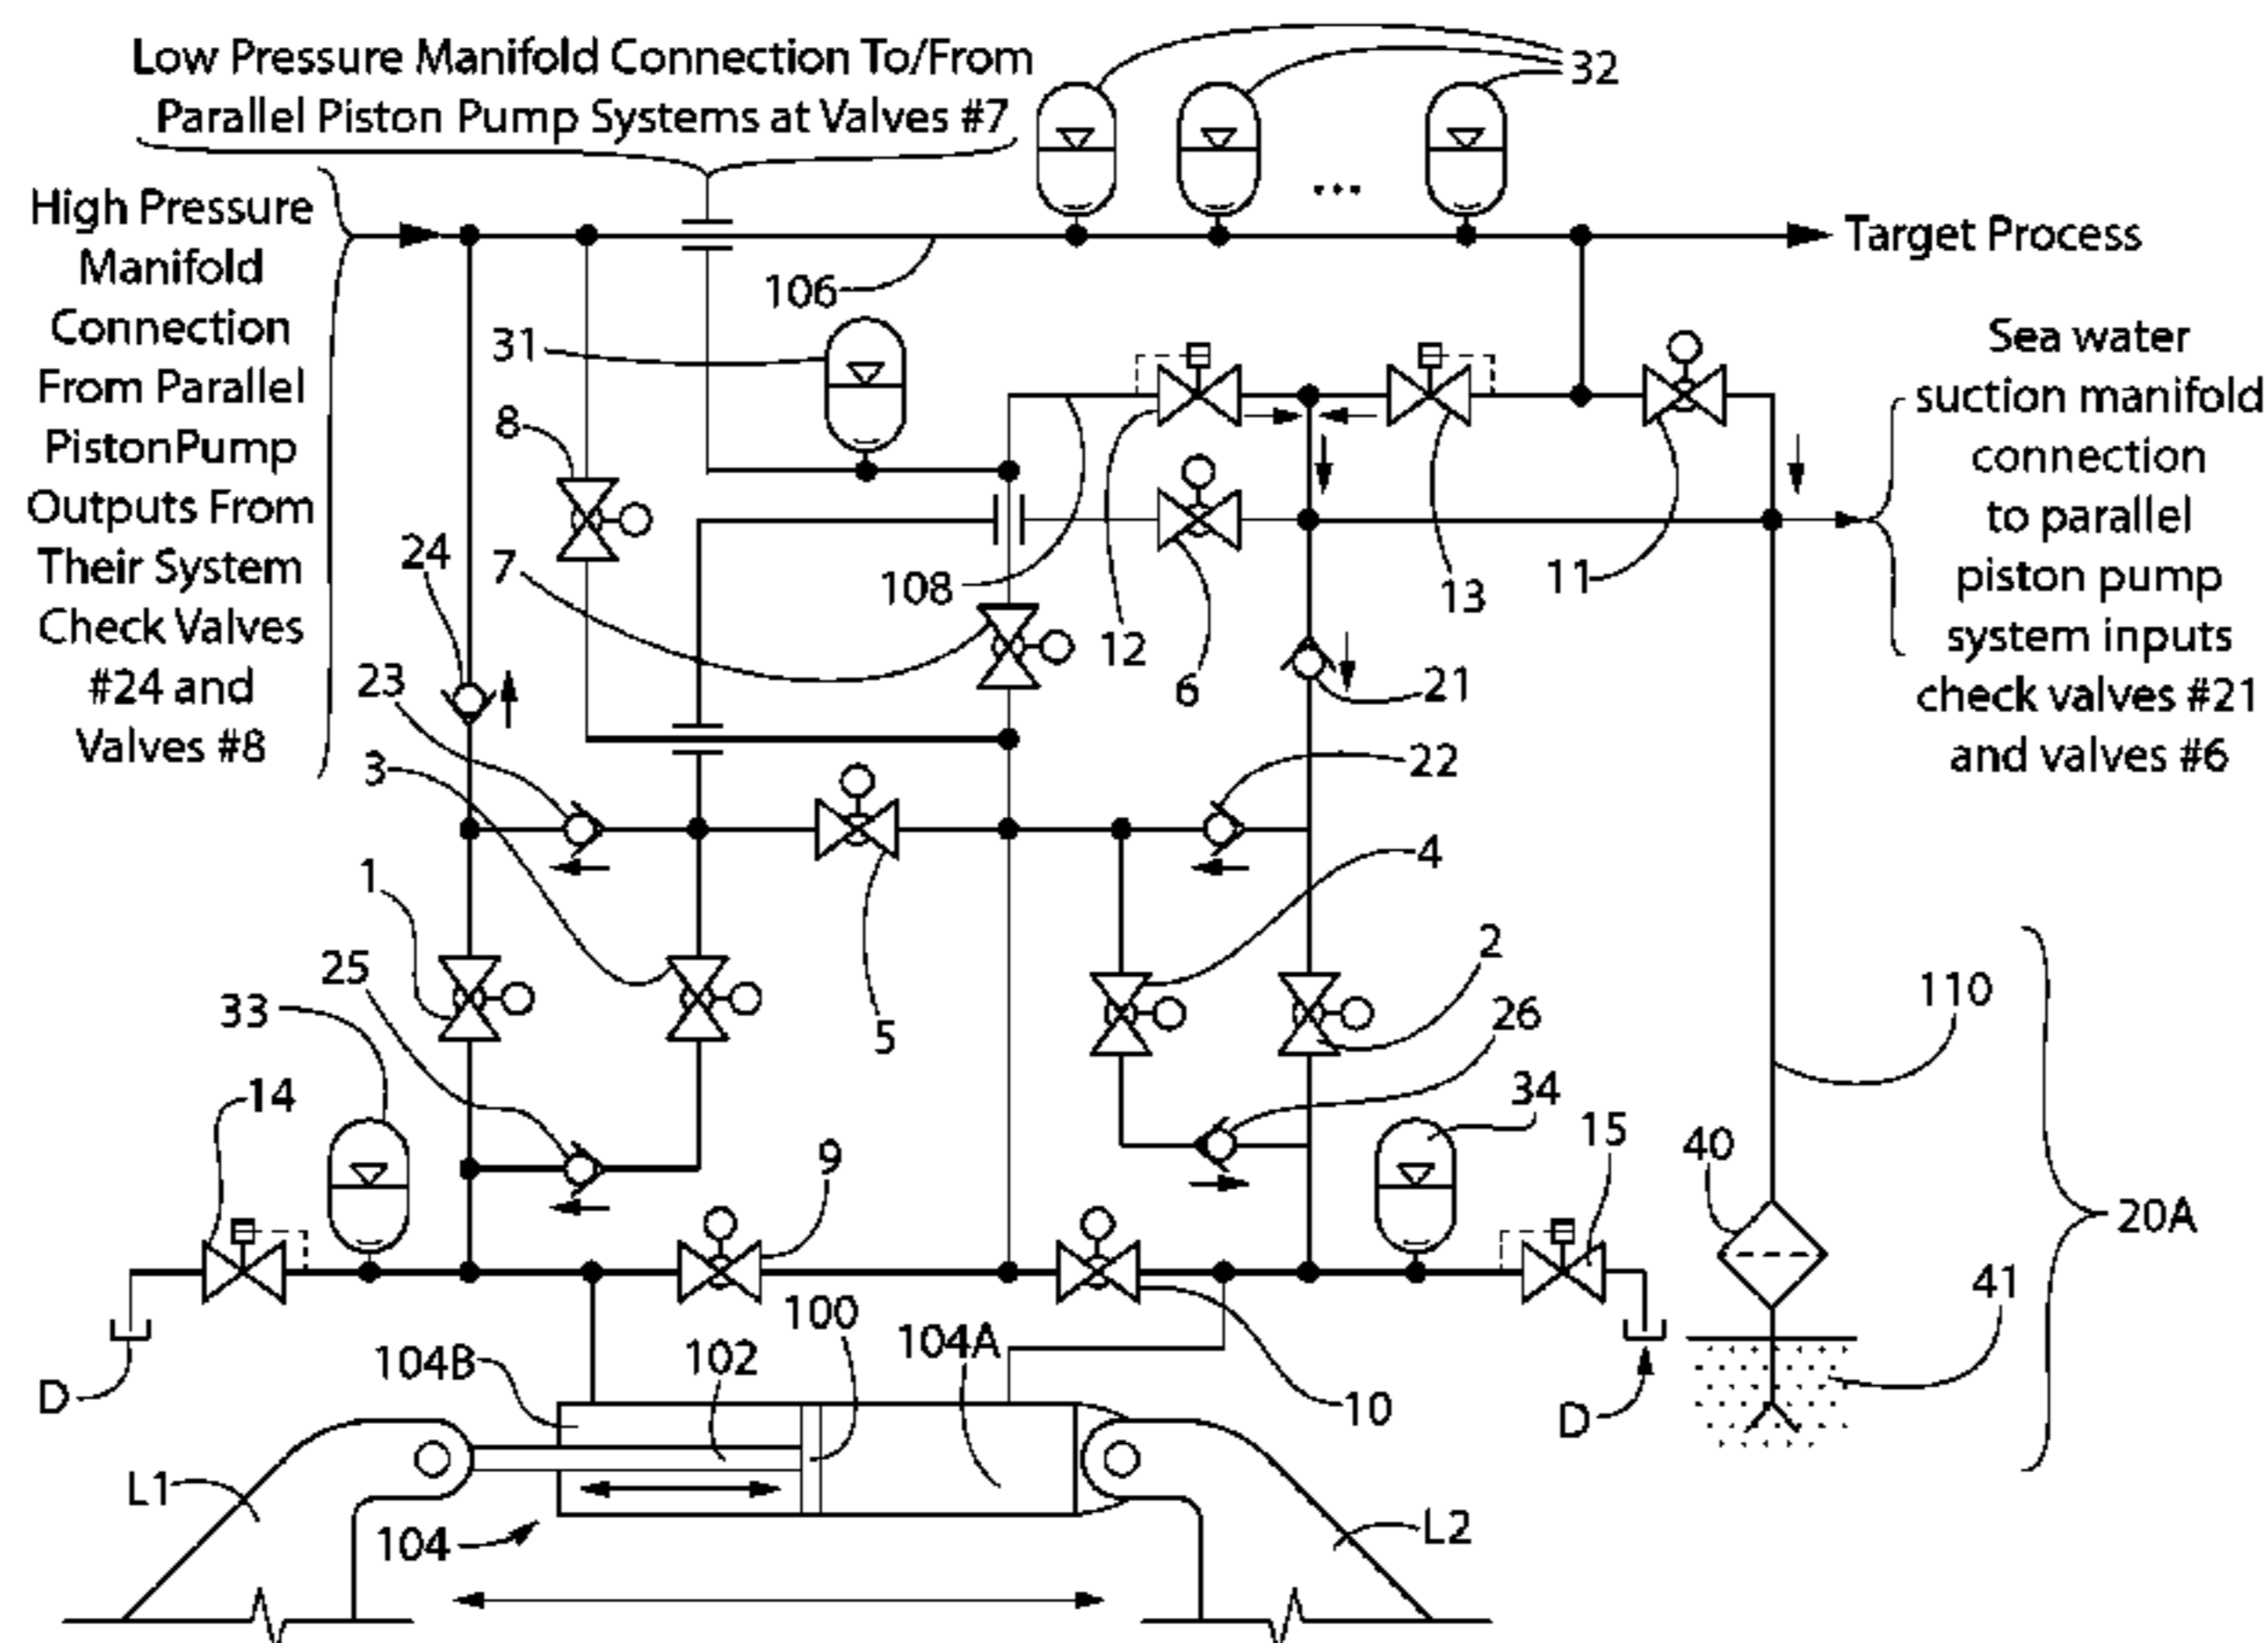 Low Pressure Manifold Connection To/From
Parallel Piston Pump Systems at Valves #7
32
High Pressure
Manifold
Connection
From Parallel
PistonPump
Outputs From
Their System
Check Valves
#24 and
Valves #8
Target Process
106
Sea water
suction manifold
connection
to parallel
piston pump
system inputs
check valves #21
and valves #6
31
8
24
7
108
12
6
13
11
21
23
3
22
4
1
25
33
5
2
26
110
14
9
34
15
40
20A
41
100
104A
104B
102
D
10
D
L1
104
L2